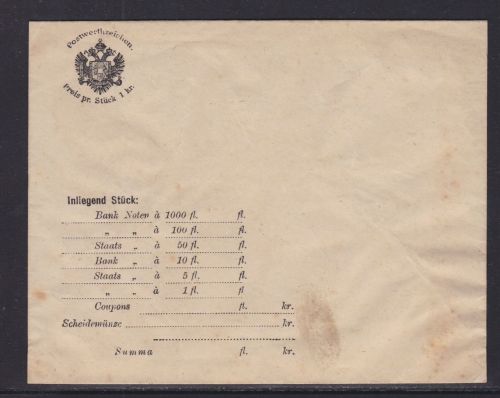 Postwerthzeichen.
Preis pr. Stück 1 kr.
Inliegend Stück:
Bank Noten à 1000 fl. fl.
„ „ à 100 fl. fl.
Staats „ à 50 fl. fl.
Bank „ à 10 fl. fl.
Staats „ à 5 fl. fl.
„ „ à 1 fl. fl
Coupons fl. kr.
Scheidemünze kr.
Summa fl. kr.